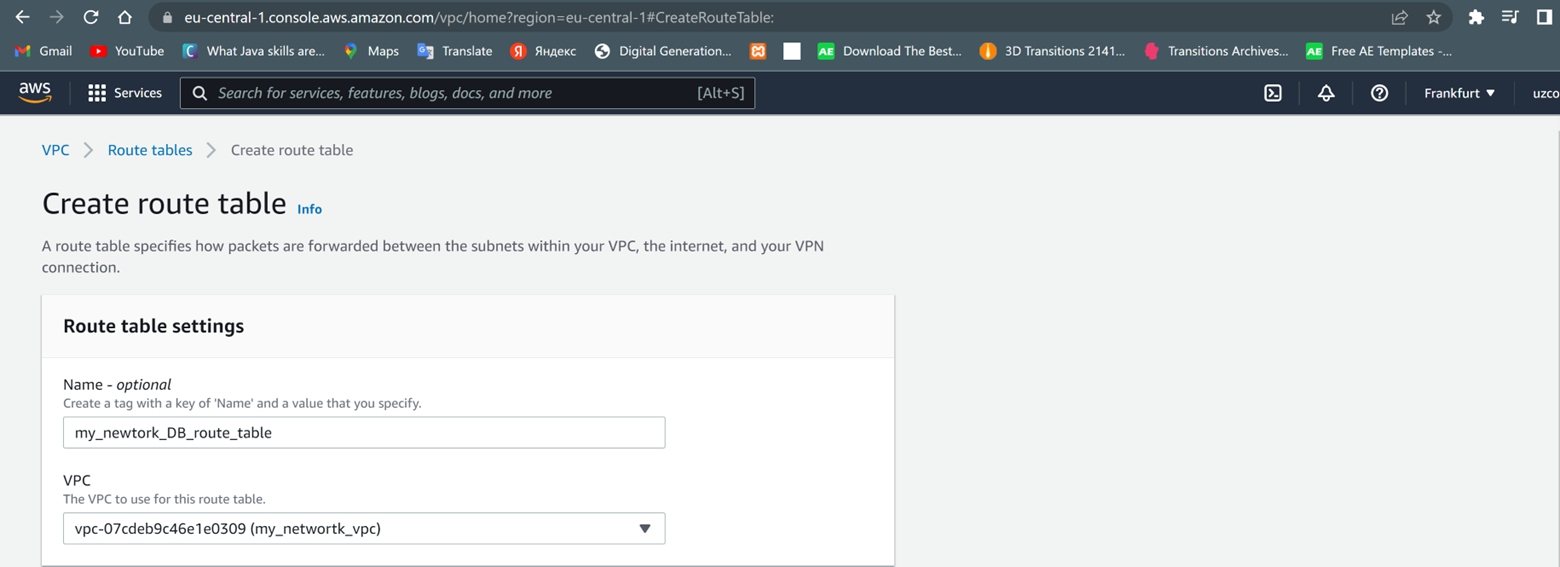 eu-central-1.console.aws.amazon.com/vpc/home?region=eu-central-1#CreateRouteTable:
Gmail YouTube What Java skills are... Maps Translate Яндекс Digital Generation... Download The Best... 3D Transitions 2141... Transitions Archives... Free AE Templates -...
aws Services Search for services, features, blogs, docs, and more [Alt+S] Frankfurt uzco
VPC Route tables Create route table
Create route table Info
A route table specifies how packets are forwarded between the subnets within your VPC, the internet, and your VPN
connection.
Route table settings
Name - optional
Create a tag with a key of 'Name' and a value that you specify.
my_newtork_DB_route_table
VPC
The VPC to use for this route table.
vpc-07cdeb9c46e1e0309 (my_networtk_vpc)